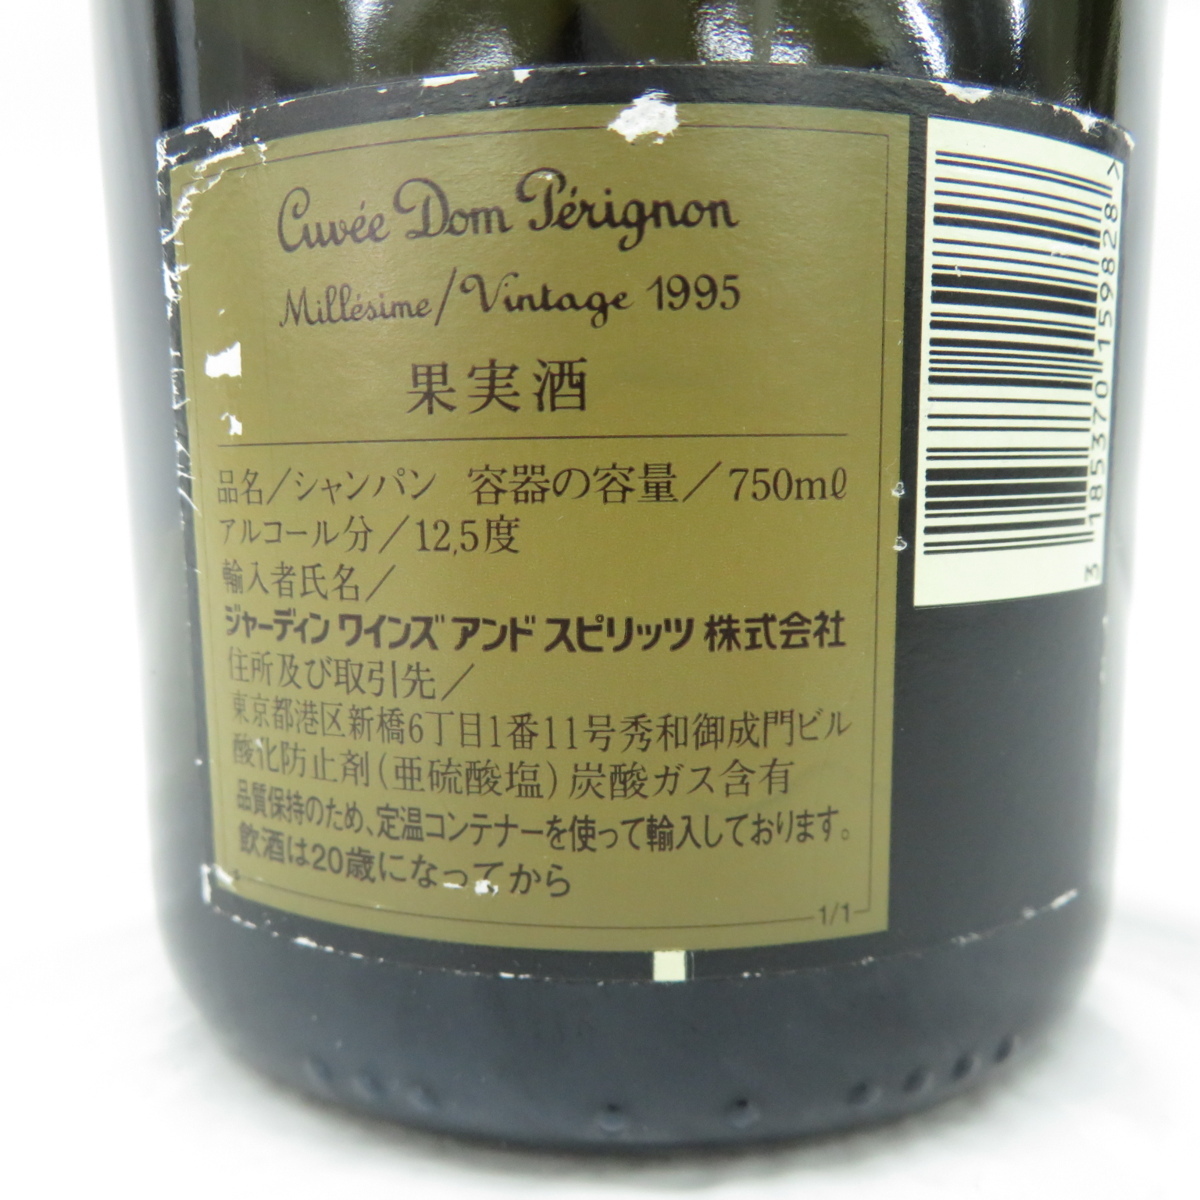 Cuvée Dom Pérignon
Millésime/Vintage 1995
果実酒
品名/シャンパン 容器の容量/750mℓ
アルコール分/12,5度
輸入者氏名/
ジャーディン ワインズ アンド スピリッツ 株式会社
住所及び取引先/
東京都港区新橋6丁目1番11号秀和御成門ビル
酸化防止剤(亜硫酸塩)炭酸ガス含有
品質保持のため、定温コンテナーを使って輸入しております。
飲酒は20歳になってから
1/1
3 185370 159828 7